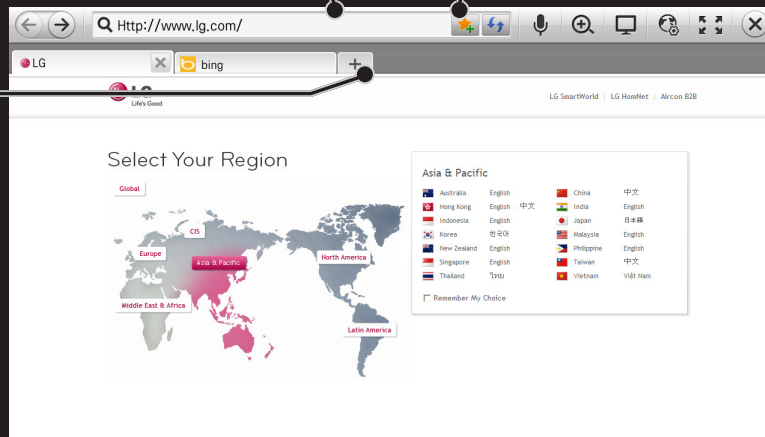 Http://www.lg.com/
LG
bing
LG
Life's Good
LG SmartWorld | LG HomNet | Aircon B2B
Select Your Region
Global
CIS
Europe
Asia & Pacific
North America
Middle East & Africa
Latin America
Asia & Pacific
Australia English China 中文
Hong Kong English 中文 India English
Indonesia English Japan 日本語
Korea 한국어 Malaysia English
New Zealand English Philippine English
Singapore English Taiwan 中文
Thailand ไทย Vietnam Việt Nam
Remember My Choice